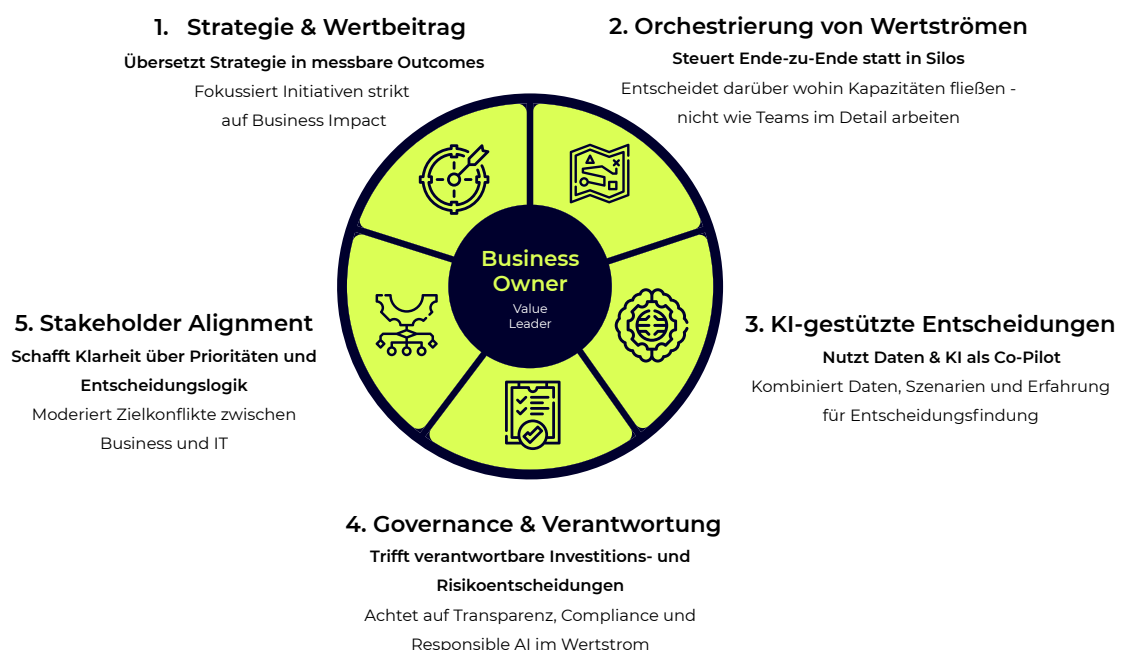 1. Strategie & Wertbeitrag
Übersetzt Strategie in messbare Outcomes
Fokussiert Initiativen strikt
auf Business Impact
2. Orchestrierung von Wertströmen
Steuert Ende-zu-Ende statt in Silos
Entscheidet darüber wohin Kapazitäten fließen -
nicht wie Teams im Detail arbeiten
Business
Owner
Value
Leader
3. KI-gestützte Entscheidungen
Nutzt Daten & KI als Co-Pilot
Kombiniert Daten, Szenarien und Erfahrung
für Entscheidungsfindung
4. Governance & Verantwortung
Trifft verantwortbare Investitions- und
Risikoentscheidungen
Achtet auf Transparenz, Compliance und
Responsible AI im Wertstrom
5. Stakeholder Alignment
Schafft Klarheit über Prioritäten und
Entscheidungslogik
Moderiert Zielkonflikte zwischen
Business und IT